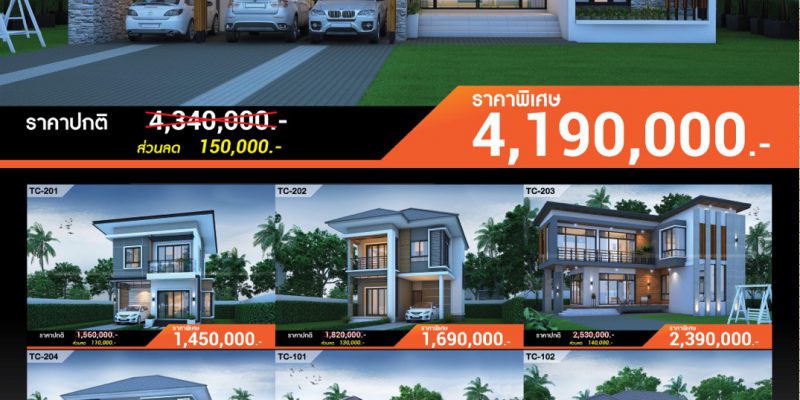 ราคาพิเศษ
ราคาปกติ 4,340,000.-
4,190,000.-
ส่วนลด 150,000.-
TC-201 TC-202 TC-203
ราคาปกติ 1,560,000.- ราคาพิเศษ ราคาปกติ 1,820,000.- ราคาพิเศษ ราคาปกติ 2,530,000.- ราคาพิเศษ
ส่วนลด 110,000.- 1,450,000.- ส่วนลด 130,000.- 1,690,000.- ส่วนลด 140,000.- 2,390,000.-
TC-204 TC-101 TC-102